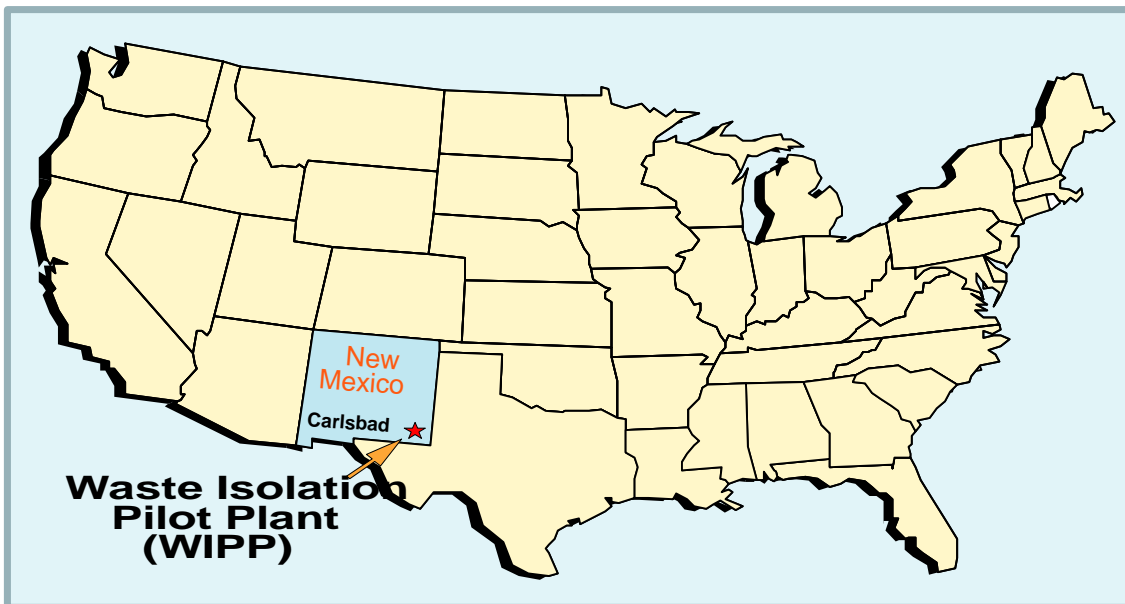 New
Mexico
Carlsbad
Waste Isolation
Pilot Plant
(WIPP)